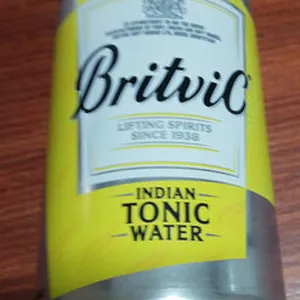 Britvic
LIFTING SPIRITS
SINCE 1938
INDIAN
TONIC
WATER